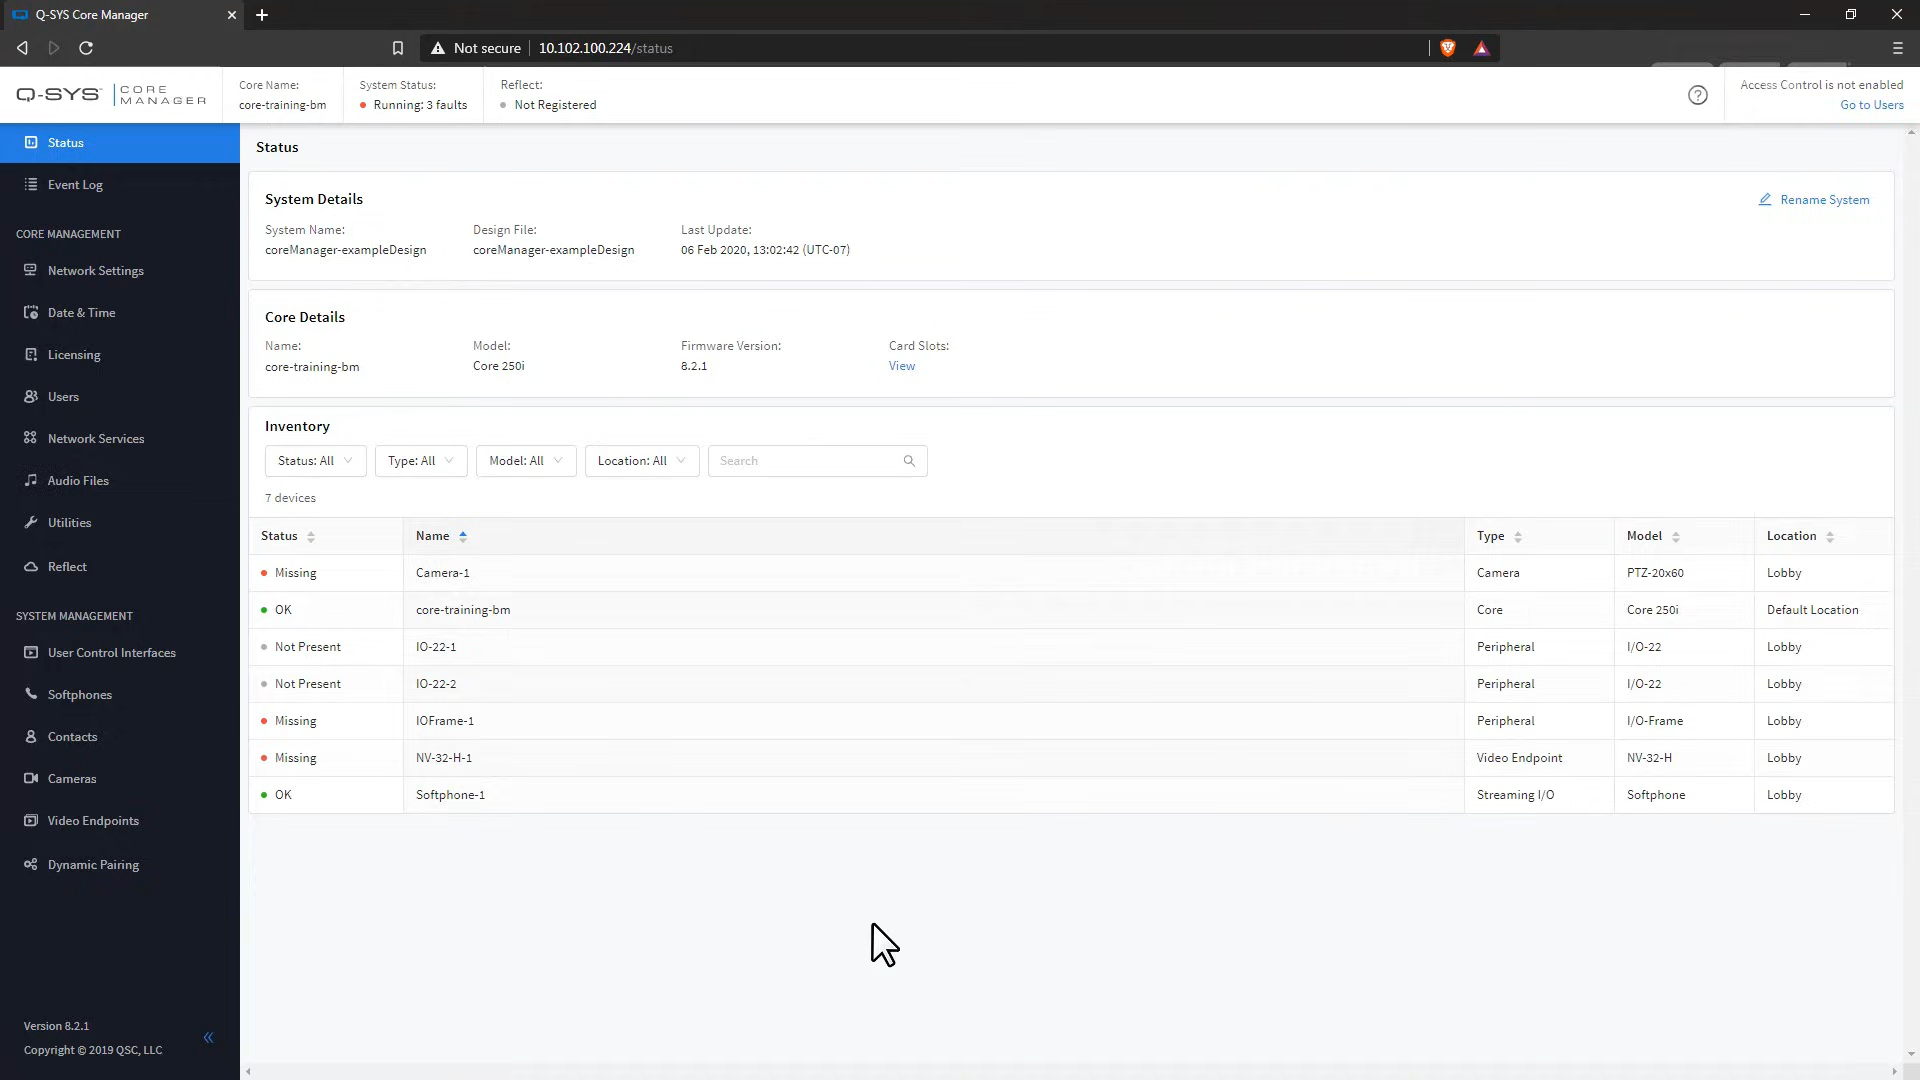 Q-SYS Core Manager
Not secure 10.102.100.224/status
Q-SYS CORE MANAGER
Core Name:
core-training-bm
System Status:
Running: 3 faults
Reflect:
Not Registered
Access Control is not enabled
Go to Users
Status
Event Log
CORE MANAGEMENT
Network Settings
Date & Time
Licensing
Users
Network Services
Audio Files
Utilities
Reflect
SYSTEM MANAGEMENT
User Control Interfaces
Softphones
Contacts
Cameras
Video Endpoints
Dynamic Pairing
Version 8.2.1
Copyright © 2019 QSC, LLC
Status
System Details
Rename System
System Name: Design File: Last Update:
coreManager-exampleDesign coreManager-exampleDesign 06 Feb 2020, 13:02:42 (UTC-07)
Core Details
Name: Model: Firmware Version: Card Slots:
core-training-bm Core 250i 8.2.1 View
Inventory
Status: All Type: All Model: All Location: All Search
7 devices
Status Name Type Model Location
Missing Camera-1 Camera PTZ-20x60 Lobby
OK core-training-bm Core Core 250i Default Location
Not Present IO-22-1 Peripheral I/O-22 Lobby
Not Present IO-22-2 Peripheral I/O-22 Lobby
Missing IOFrame-1 Peripheral I/O-Frame Lobby
Missing NV-32-H-1 Video Endpoint NV-32-H Lobby
OK Softphone-1 Streaming I/O Softphone Lobby